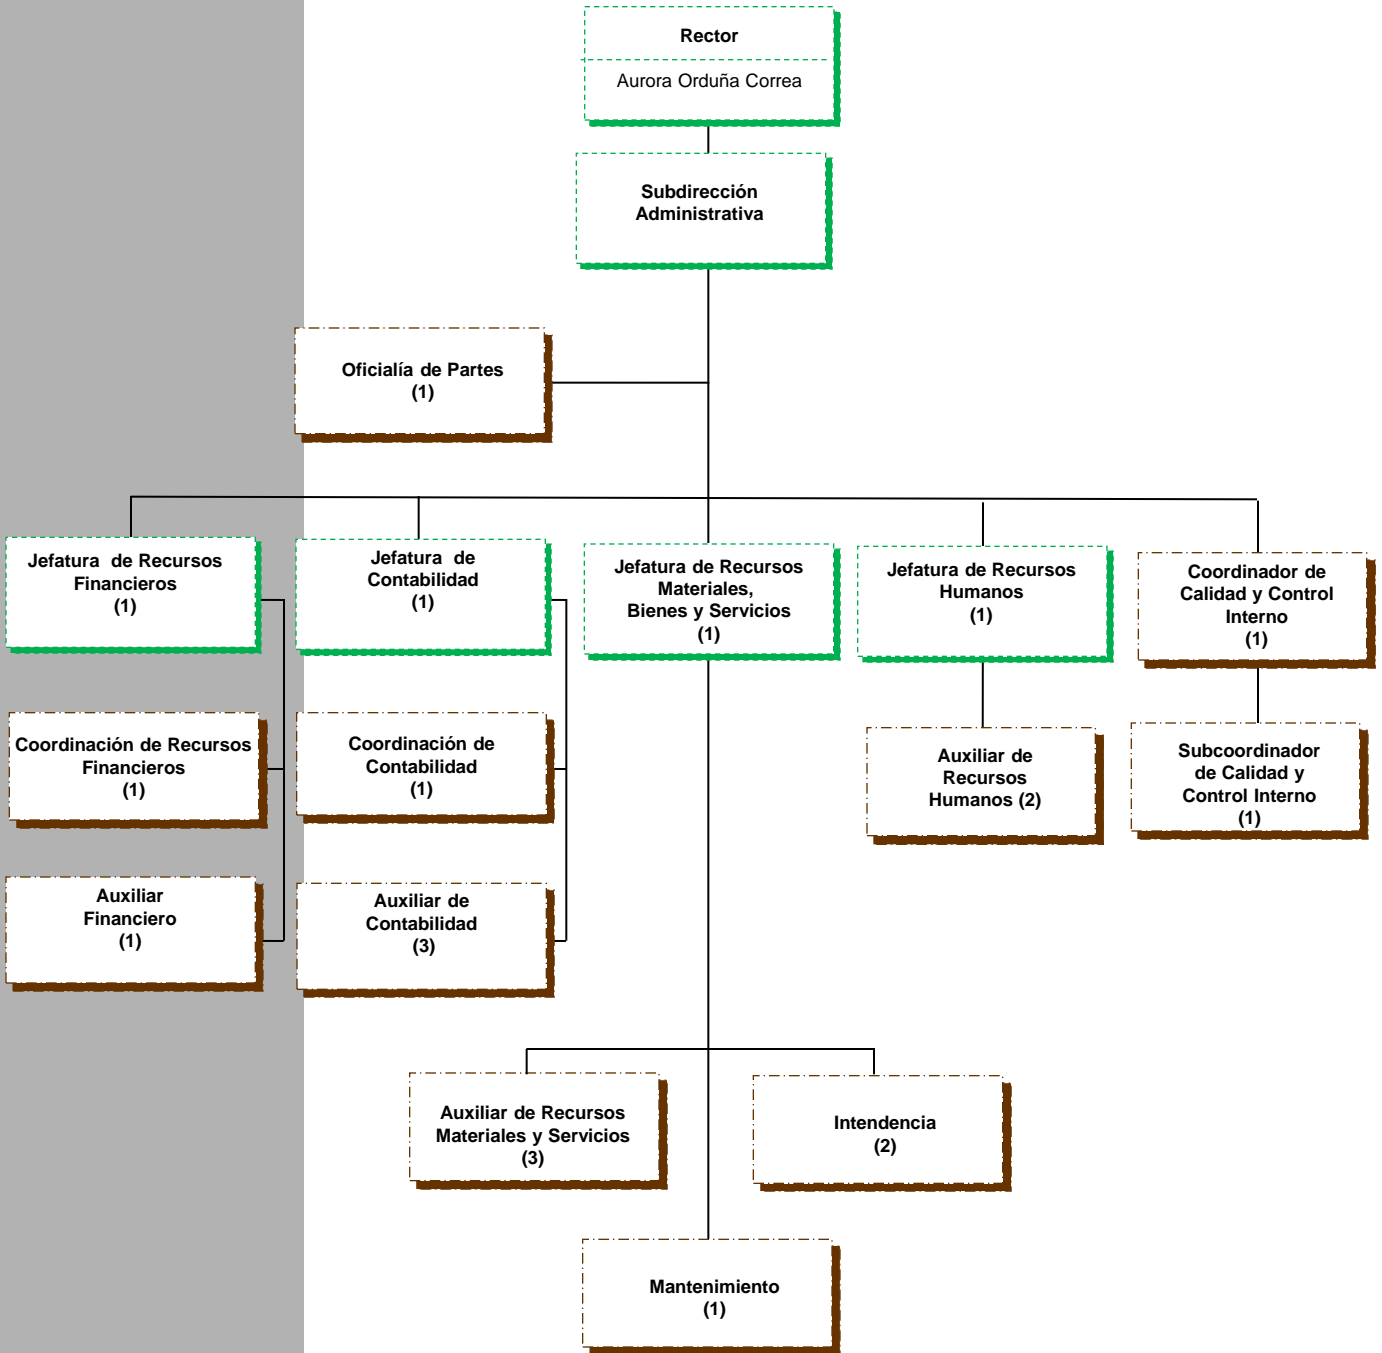 Rector
Aurora Orduña Correa
Subdirección
Administrativa
Oficialía de Partes
(1)
Jefatura de Recursos
Financieros
(1)
Jefatura de
Contabilidad
(1)
Jefatura de Recursos
Materiales,
Bienes y Servicios
(1)
Jefatura de Recursos
Humanos
(1)
Coordinador de
Calidad y Control
Interno
(1)
Coordinación de Recursos
Financieros
(1)
Coordinación de
Contabilidad
(1)
Auxiliar de
Recursos
Humanos (2)
Subcoordinador
de Calidad y
Control Interno
(1)
Auxiliar
Financiero
(1)
Auxiliar de
Contabilidad
(3)
Auxiliar de Recursos
Materiales y Servicios
(3)
Intendencia
(2)
Mantenimiento
(1)